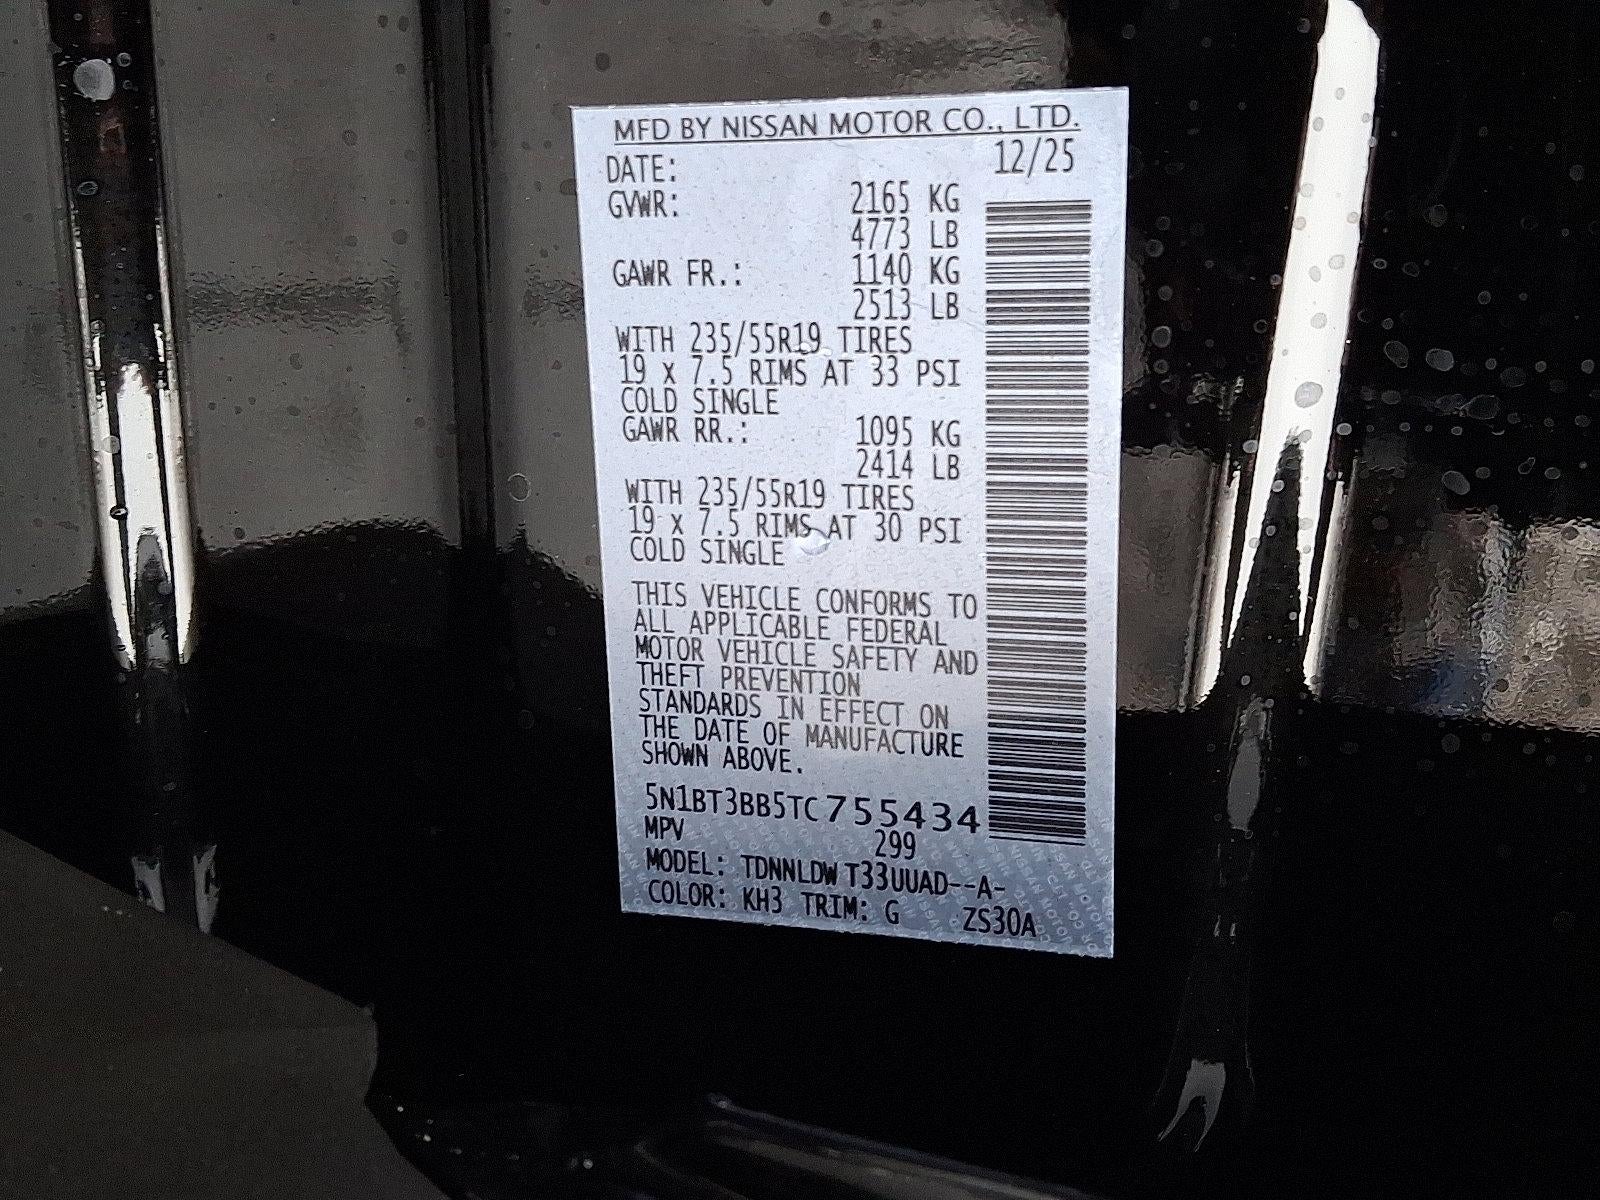 MFD BY NISSAN MOTOR CO., LTD.
DATE: 12/25
GVWR: 2165 KG
4773 LB
GAWR FR.: 1140 KG
2513 LB
WITH 235/55R19 TIRES
19 x 7.5 RIMS AT 33 PSI
COLD SINGLE
GAWR RR.: 1095 KG
2414 LB
WITH 235/55R19 TIRES
19 x 7.5 RIMS AT 30 PSI
COLD SINGLE
THIS VEHICLE CONFORMS TO
ALL APPLICABLE FEDERAL
MOTOR VEHICLE SAFETY AND
THEFT PREVENTION
STANDARDS IN EFFECT ON
THE DATE OF MANUFACTURE
SHOWN ABOVE.
5N1BT3BB5TC755434
MPV 299
MODEL: TDNNLDW T33UUAD--A-
COLOR: KH3 TRIM: G ZS30A